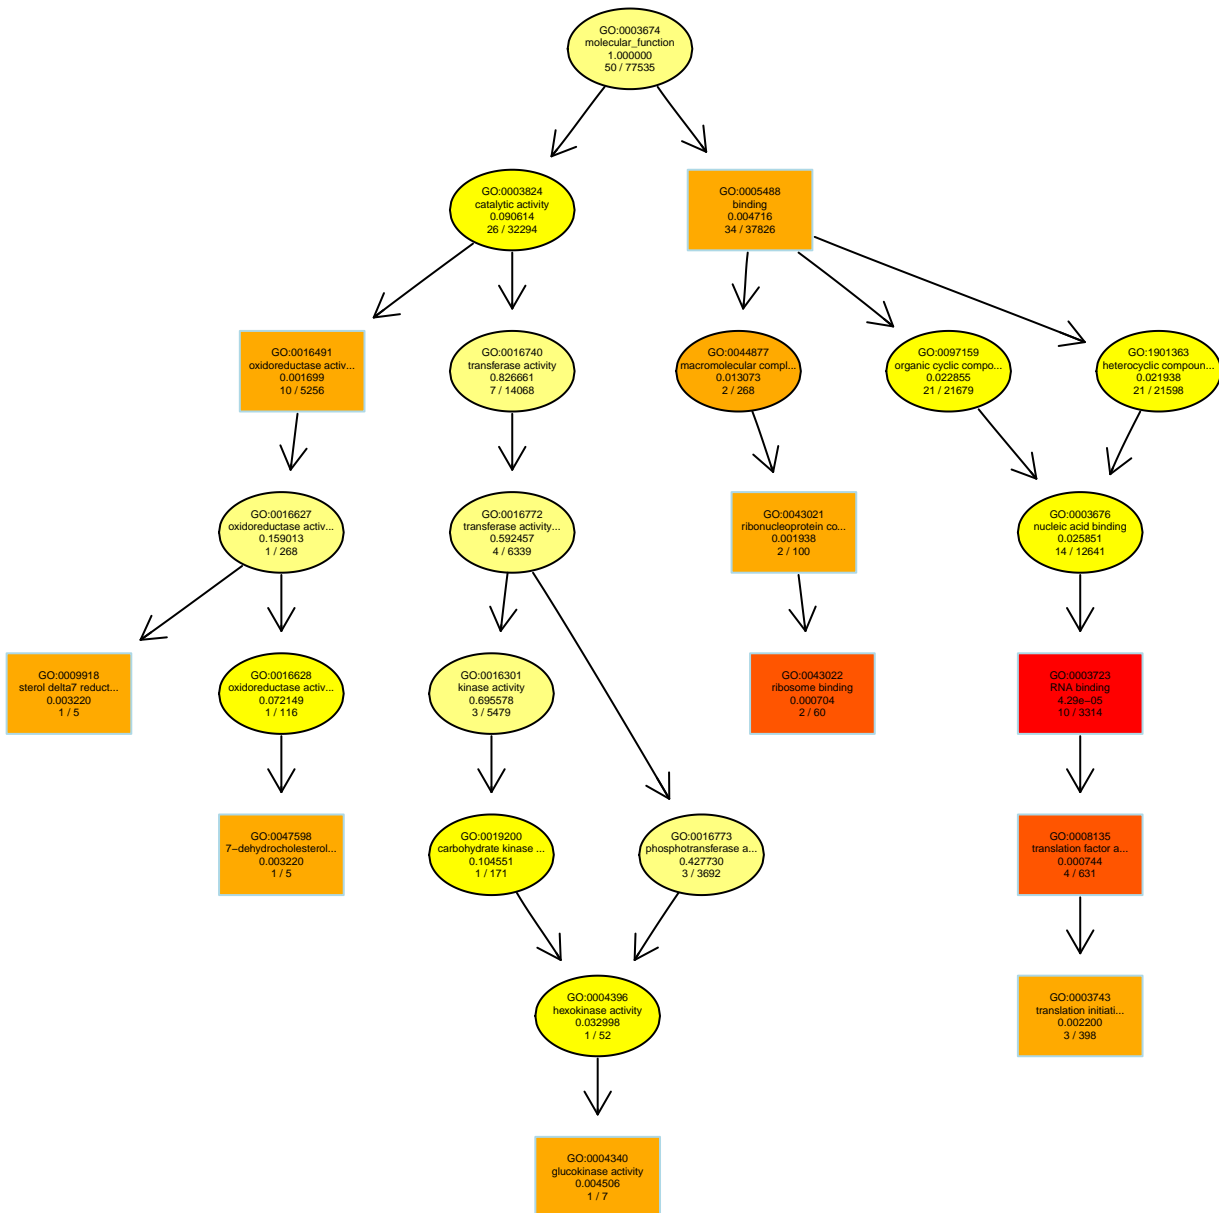 GO:0003674
molecular_function
1.000000
50 / 77535
GO:0003824
catalytic activity
0.090614
26 / 32294
GO:0005488
binding
0.004716
34 / 37826
GO:0016491
oxidoreductase activ...
0.001699
10 / 5256
GO:0016740
transferase activity
0.826661
7 / 14068
GO:0044877
macromolecular compl...
0.013073
2 / 268
GO:0097159
organic cyclic compo...
0.022855
21 / 21679
GO:1901363
heterocyclic compoun...
0.021938
21 / 21598
GO:0016627
oxidoreductase activ...
0.159013
1 / 268
GO:0016772
transferase activity...
0.592457
4 / 6339
GO:0043021
ribonucleoprotein co...
0.001938
2 / 100
GO:0003676
nucleic acid binding
0.025851
14 / 12641
GO:0009918
sterol delta7 reduct...
0.003220
1 / 5
GO:0016628
oxidoreductase activ...
0.072149
1 / 116
GO:0016301
kinase activity
0.695578
3 / 5479
GO:0043022
ribosome binding
0.000704
2 / 60
GO:0003723
RNA binding
4.29e−05
10 / 3314
GO:0047598
7−dehydrocholesterol...
0.003220
1 / 5
GO:0019200
carbohydrate kinase ...
0.104551
1 / 171
GO:0016773
phosphotransferase a...
0.427730
3 / 3692
GO:0008135
translation factor a...
0.000744
4 / 631
GO:0004396
hexokinase activity
0.032998
1 / 52
GO:0003743
translation initiati...
0.002200
3 / 398
GO:0004340
glucokinase activity
0.004506
1 / 7